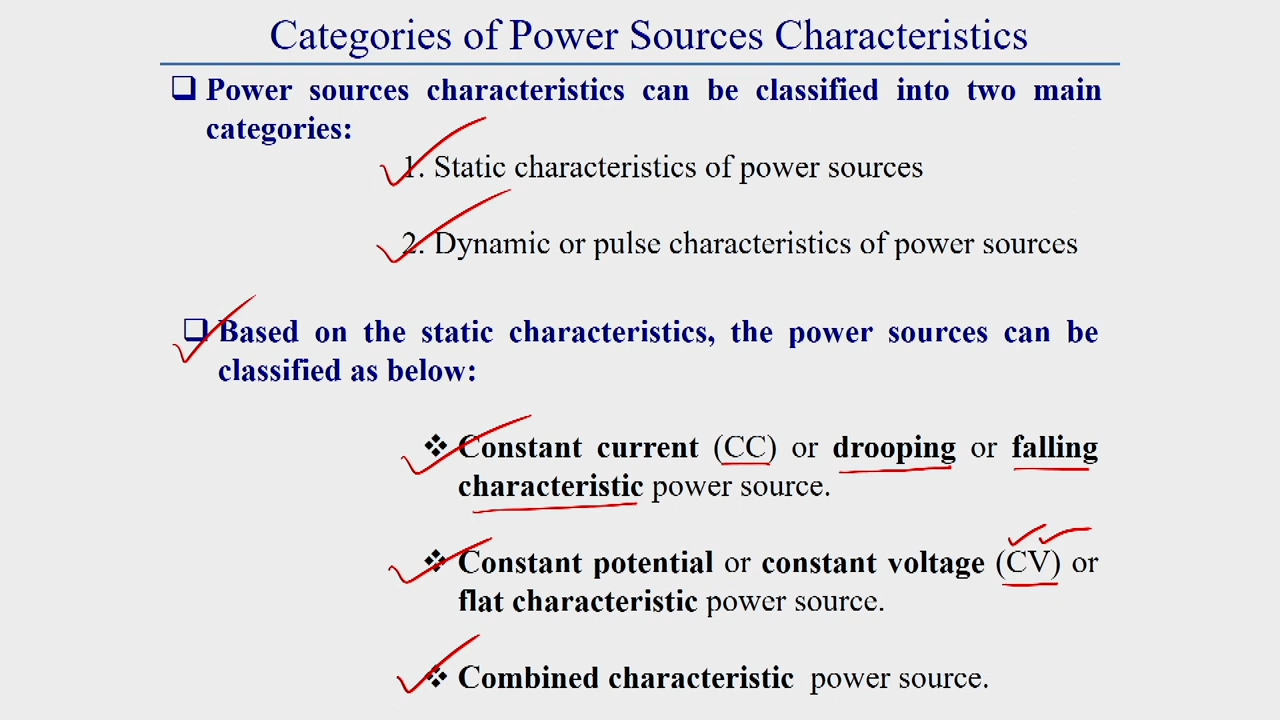 Categories of Power Sources Characteristics
Power sources characteristics can be classified into two main
categories:
1. Static characteristics of power sources
2. Dynamic or pulse characteristics of power sources
Based on the static characteristics, the power sources can be
classified as below:
Constant current (CC) or drooping or falling
characteristic power source.
Constant potential or constant voltage (CV) or
flat characteristic power source.
Combined characteristic power source.